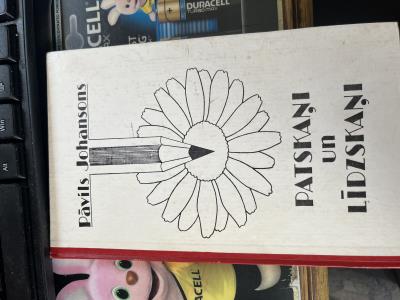 Pāvils Johansons
PATSKAŅI
un
LĪDZSKAŅI
DURACELL
Win
Alt